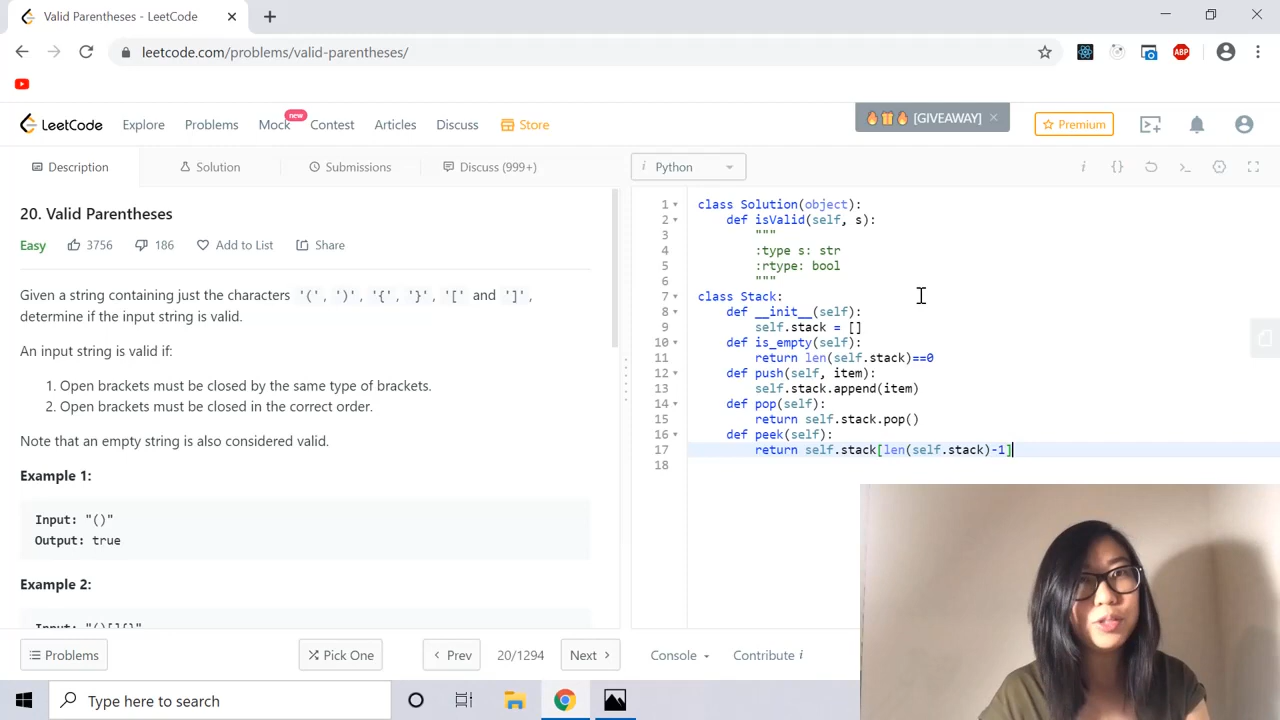 Valid Parentheses - LeetCode
leetcode.com/problems/valid-parentheses/
ABP
LeetCode Explore Problems Mock new Contest Articles Discuss Store [GIVEAWAY] Premium
Description Solution Submissions Discuss (999+)
20. Valid Parentheses
Easy 3756 186 Add to List Share
Given a string containing just the characters '(', ')', '{', '}', '[' and ']',
determine if the input string is valid.
An input string is valid if:
1. Open brackets must be closed by the same type of brackets.
2. Open brackets must be closed in the correct order.
Note that an empty string is also considered valid.
Example 1:
Input: "()"
Output: true
Example 2:
Input: "()[]{}"
Problems Pick One Prev 20/1294 Next
i Python
1 class Solution(object):
2 def isValid(self, s):
3 """
4 :type s: str
5 :rtype: bool
6 """
7 class Stack:
8 def __init__(self):
9 self.stack = []
10 def is_empty(self):
11 return len(self.stack)==0
12 def push(self, item):
13 self.stack.append(item)
14 def pop(self):
15 return self.stack.pop()
16 def peek(self):
17 return self.stack[len(self.stack)-1]
18
Console Contribute i
Type here to search